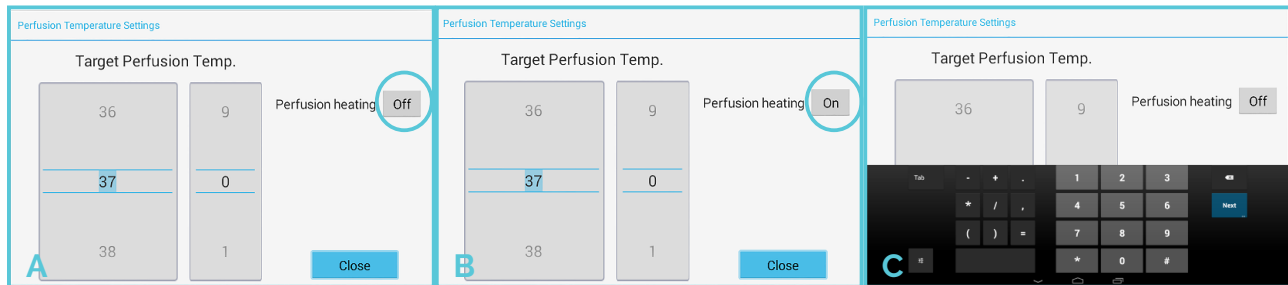 Perfusion Temperature Settings
Target Perfusion Temp.
36 9
Perfusion heating Off
37 0
38 1
Close
A
Perfusion Temperature Settings
Target Perfusion Temp.
36 9
Perfusion heating On
37 0
38 1
Close
B
Perfusion Temperature Settings
Target Perfusion Temp.
36 9
Perfusion heating Off
Tab - + . 1 2 3
* / , 4 5 6 Next
( ) = 7 8 9
* 0 #
C